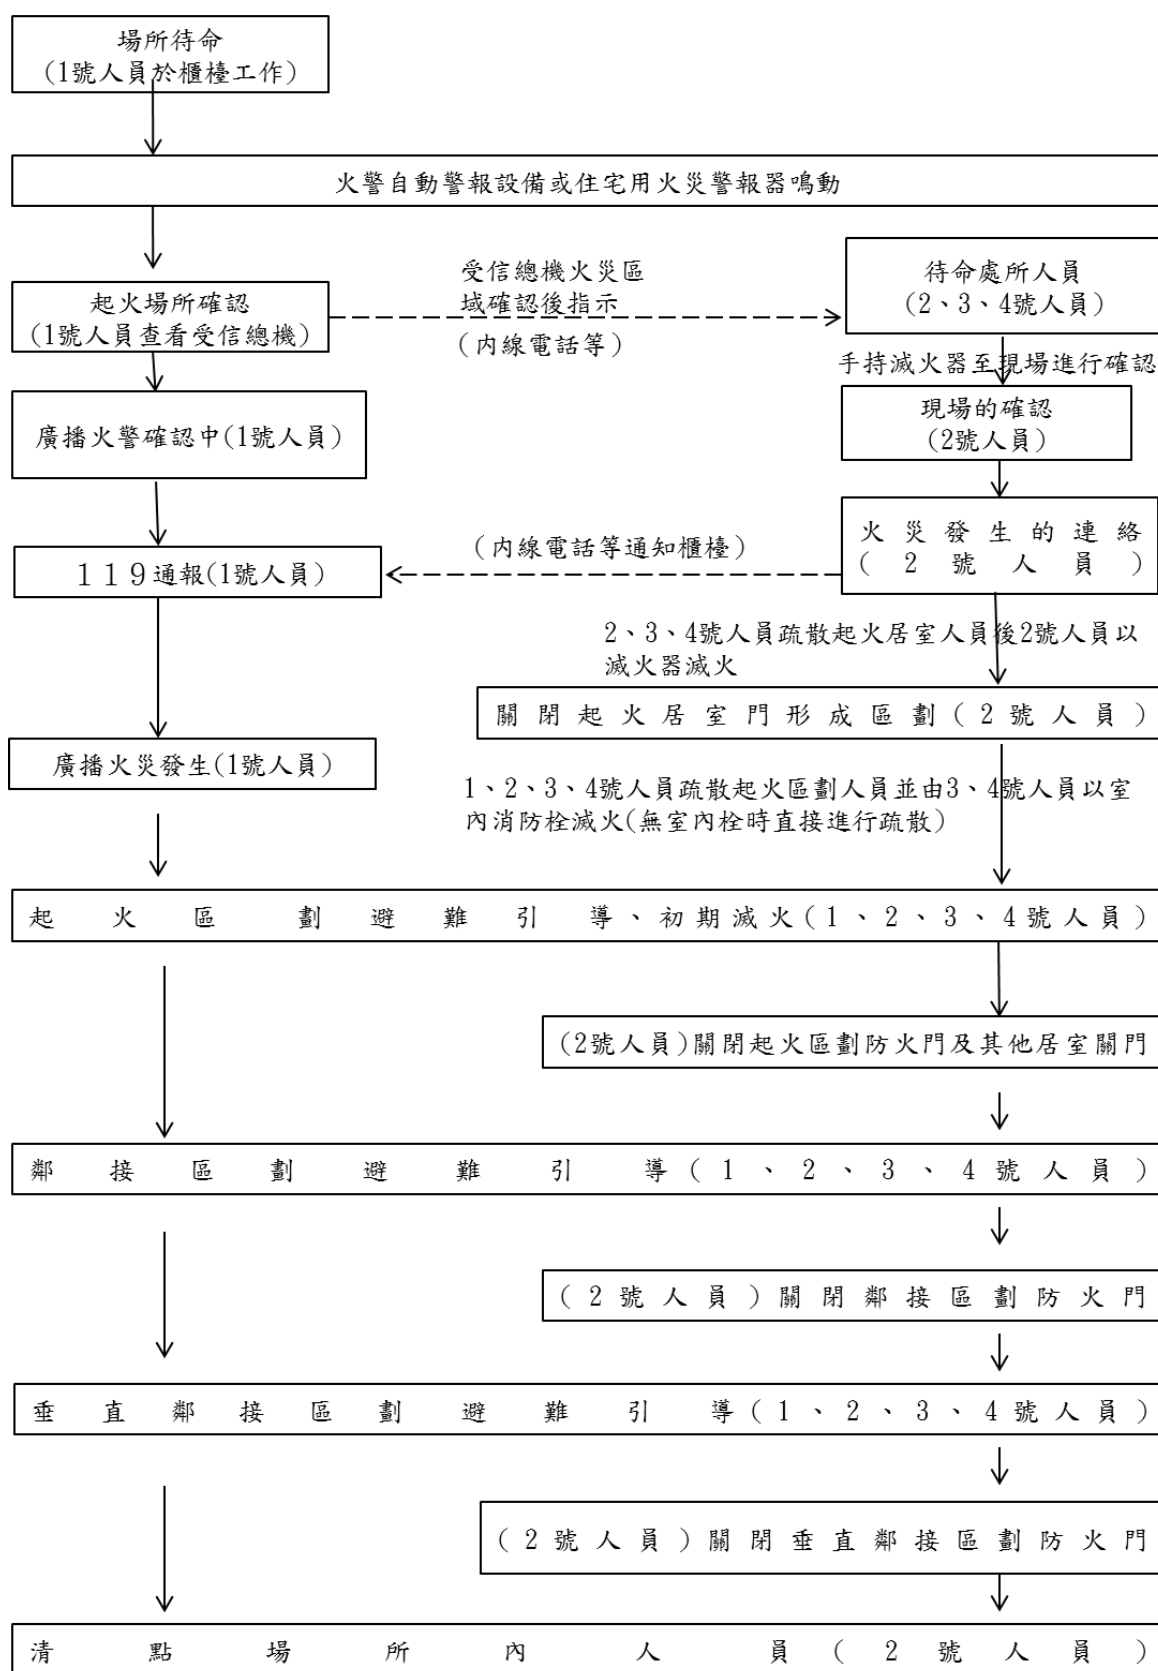 場所待命
(1號人員於櫃檯工作)
火警自動警報設備或住宅用火災警報器鳴動
起火場所確認
(1號人員查看受信總機)
受信總機火災區
域確認後指示
(內線電話等)
待命處所人員
(2、3、4號人員)
手持滅火器至現場進行確認
廣播火警確認中(1號人員)
現場的確認
(2號人員)
火災發生的連絡
(2號人員)
(內線電話等通知櫃檯)
119通報(1號人員)
2、3、4號人員疏散起火居室人員後2號人員以
滅火器滅火
關閉起火居室門形成區劃(2號人員)
廣播火災發生(1號人員)
1、2、3、4號人員疏散起火區劃人員並由3、4號人員以室
內消防栓滅火(無室內栓時直接進行疏散)
起火區劃避難引導、初期滅火(1、2、3、4號人員)
(2號人員)關閉起火區劃防火門及其他居室關門
鄰接區劃避難引導(1、2、3、4號人員)
(2號人員)關閉鄰接區劃防火門
垂直鄰接區劃避難引導(1、2、3、4號人員)
(2號人員)關閉垂直鄰接區劃防火門
清點場所內人員(2號人員)